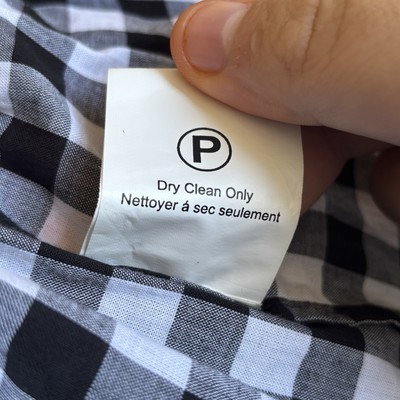 P
Dry Clean Only
Nettoyer á sec seulement